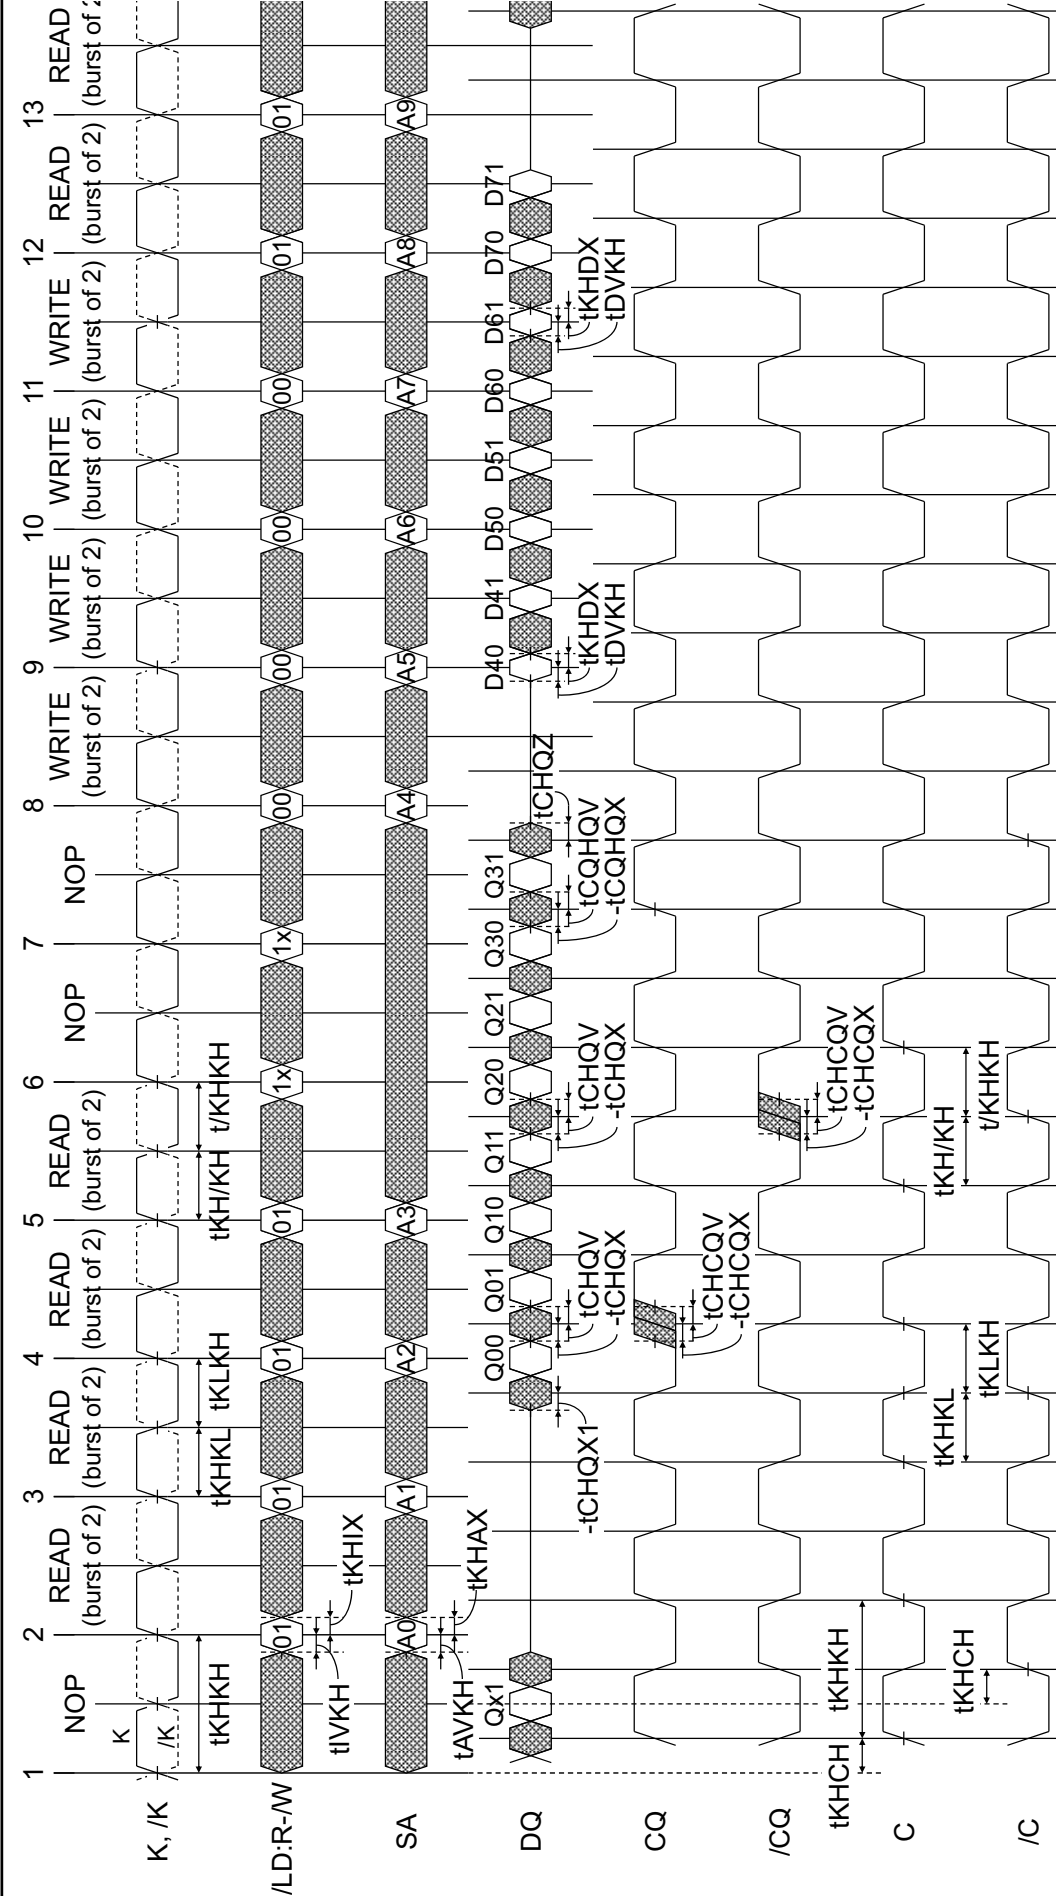 1 2 3 4 5 6 7 8 9 10 11 12 13
NOP READ READ READ READ NOP NOP WRITE WRITE WRITE WRITE READ READ
(burst of 2) (burst of 2) (burst of 2) (burst of 2) (burst of 2) (burst of 2) (burst of 2) (burst of 2) (burst of 2) (burst of 2)
K
K, /K
/K
tKHKH tKHKL tKLKH tKH/KH t/KHKH
/LD:R-/W 01 01 01 01 1x 1x 00 00 00 00 01 01
tIVKH tKHIX
SA A0 A1 A2 A3 A4 A5 A6 A7 A8 A9
tAVKH tKHAX
Qx1 Q00 Q01 Q10 Q11 Q20 Q21 Q30 Q31 D40 D41 D50 D51 D60 D61 D70 D71
DQ
tCHQZ
-tCHQX1 tCHQV tCHQV tCQHQV tKHDX tKHDX
-tCHQX -tCHQX -tCQHQX tDVKH tDVKH
CQ
tCHCQV
-tCHCQX
/CQ
tCHCQV
-tCHCQX
tKHCH tKHKH
C
tKHKL tKH/KH
tKHCH tKLKH t/KHKH
/C